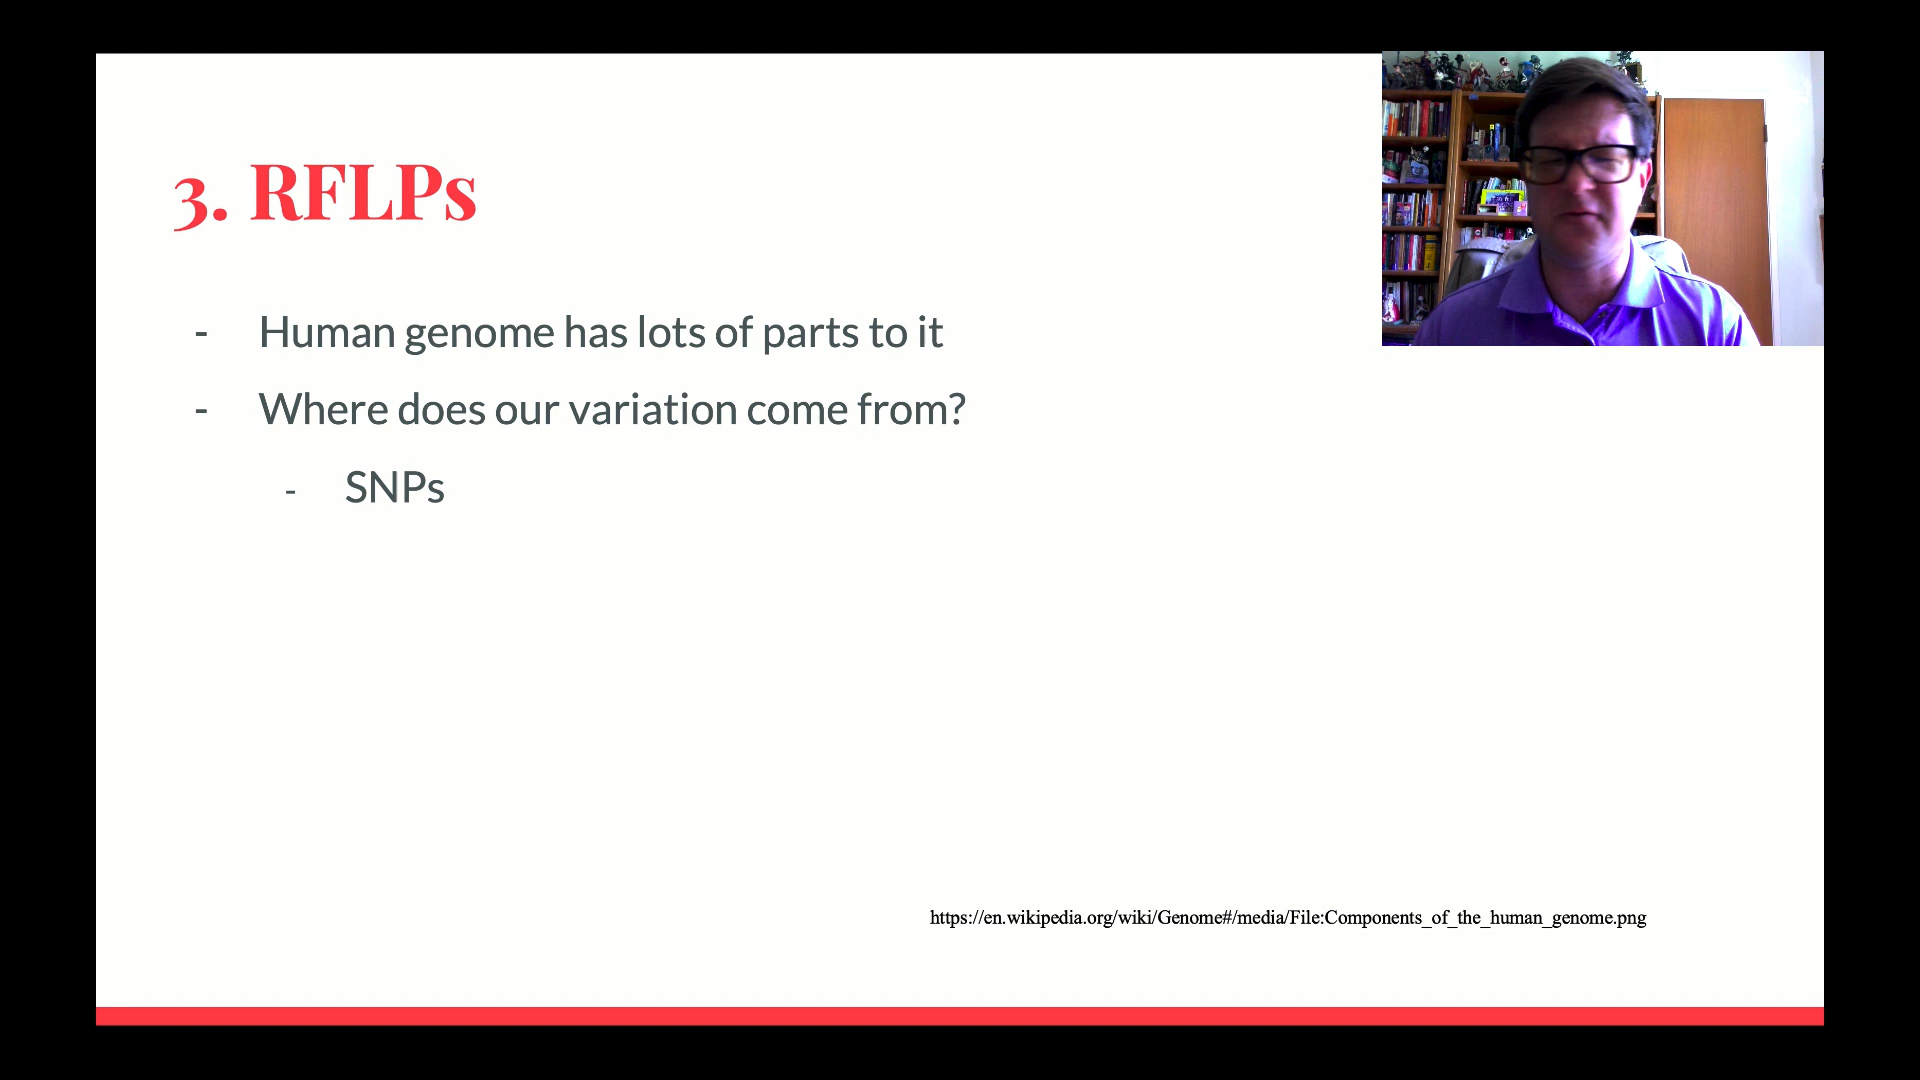 3. RFLPs
- Human genome has lots of parts to it
- Where does our variation come from?
- SNPs
https://en.wikipedia.org/wiki/Genome#/media/File:Components_of_the_human_genome.png